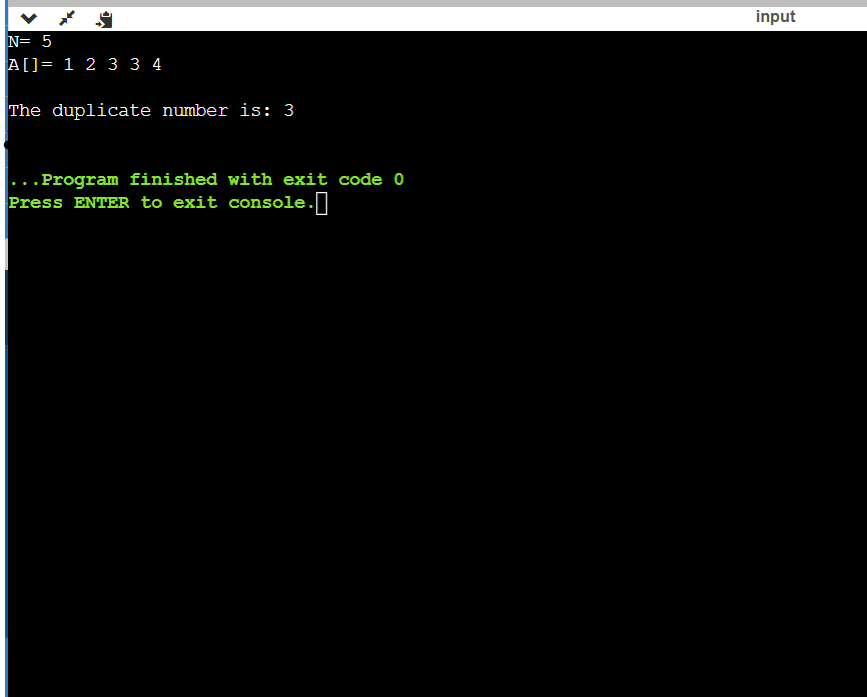 input
N= 5
A[]= 1 2 3 3 4
The duplicate number is: 3
...Program finished with exit code 0
Press ENTER to exit console.